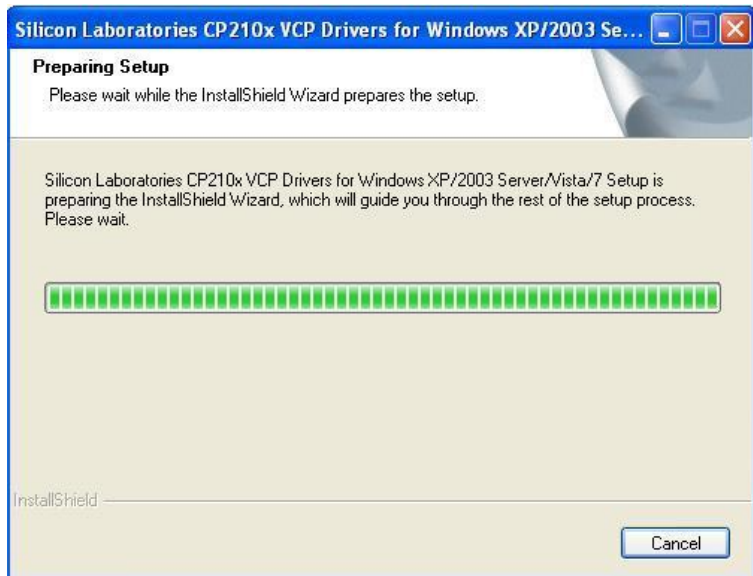 Silicon Laboratories CP210x VCP Drivers for Windows XP/2003 Se...
Preparing Setup
Please wait while the InstallShield Wizard prepares the setup.
Silicon Laboratories CP210x VCP Drivers for Windows XP/2003 Server/Vista/7 Setup is
preparing the InstallShield Wizard, which will guide you through the rest of the setup process.
Please wait.
InstallShield
Cancel